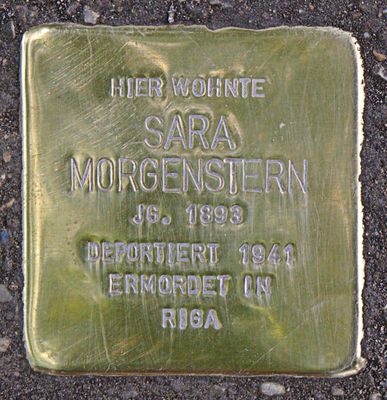 HIER WOHNTE
SARA
MORGENSTERN
JG. 1893
DEPORTIERT 1941
ERMORDET IN
RIGA